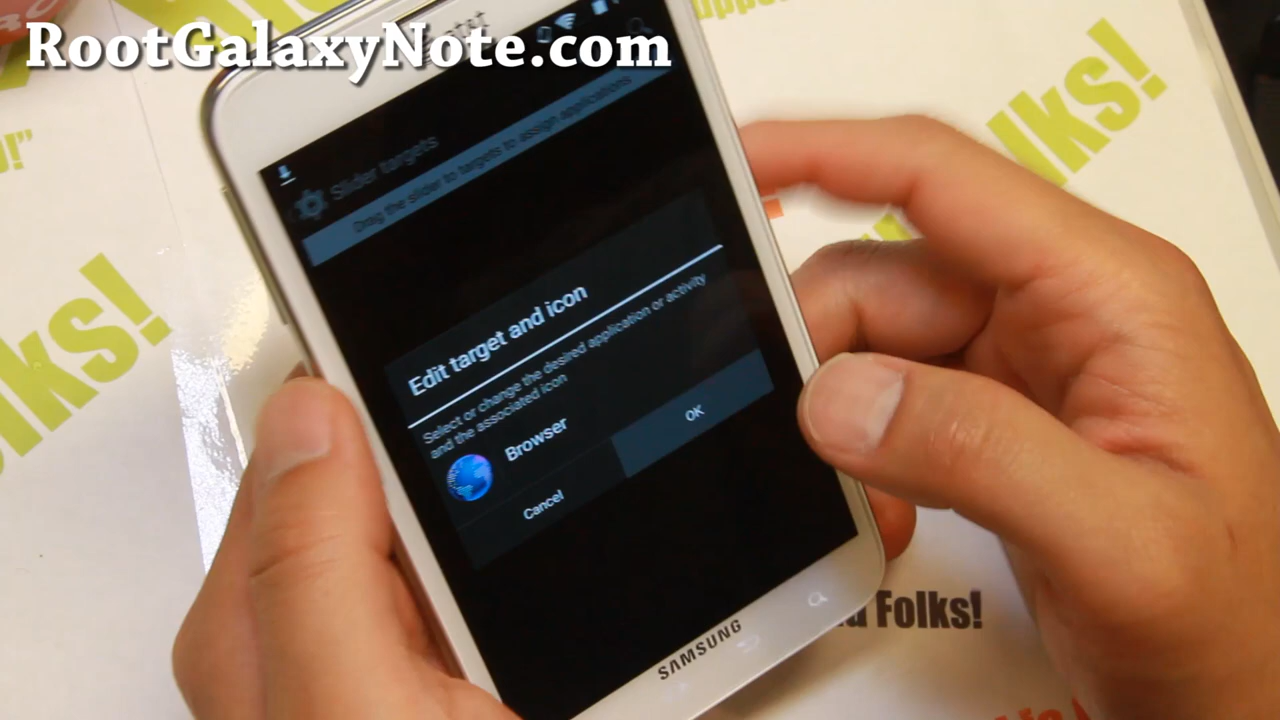 RootGalaxyNote.com
at&t
Slider targets
Drag the slider to targets to assign applications
Edit target and icon
Select or change the desired application or activity
and the associated icon
Browser
Cancel
OK
SAMSUNG
lks!
lks!
Folks!